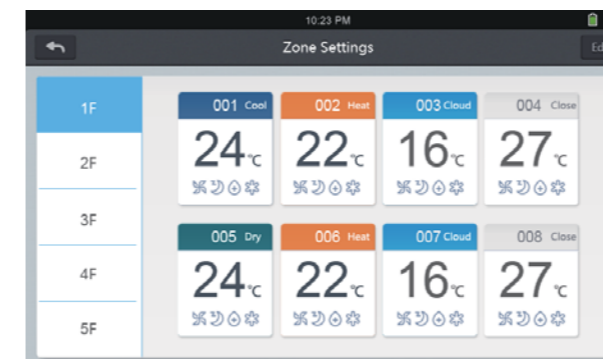 10:23 PM
Zone Settings
Ed
1F
2F
3F
4F
5F
001 Cool
24℃
002 Heat
22℃
003 Cloud
16℃
004 Close
27℃
005 Dry
24℃
006 Heat
22℃
007 Cloud
16℃
008 Close
27℃